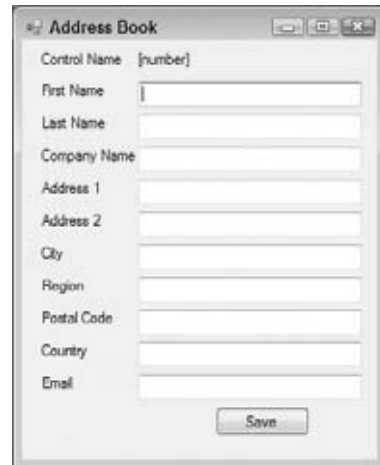 Address Book
Control Name [number]
First Name
Last Name
Company Name
Address 1
Address 2
City
Region
Postal Code
Country
Email
Save